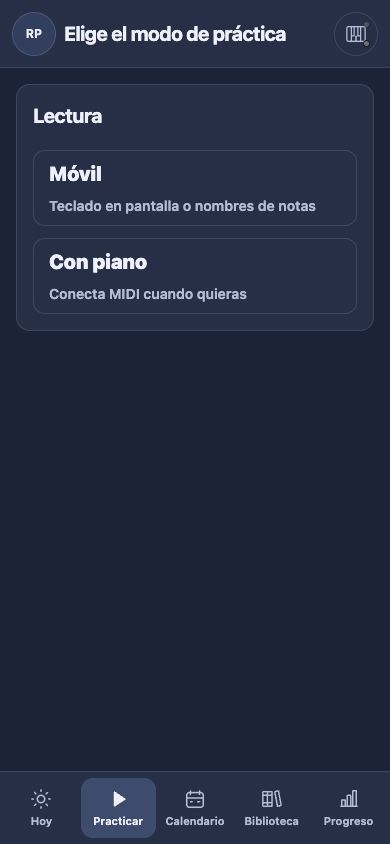 RP
Elige el modo de práctica
Lectura
Móvil
Teclado en pantalla o nombres de notas
Con piano
Conecta MIDI cuando quieras
Hoy
Practicar
Calendario
Biblioteca
Progreso